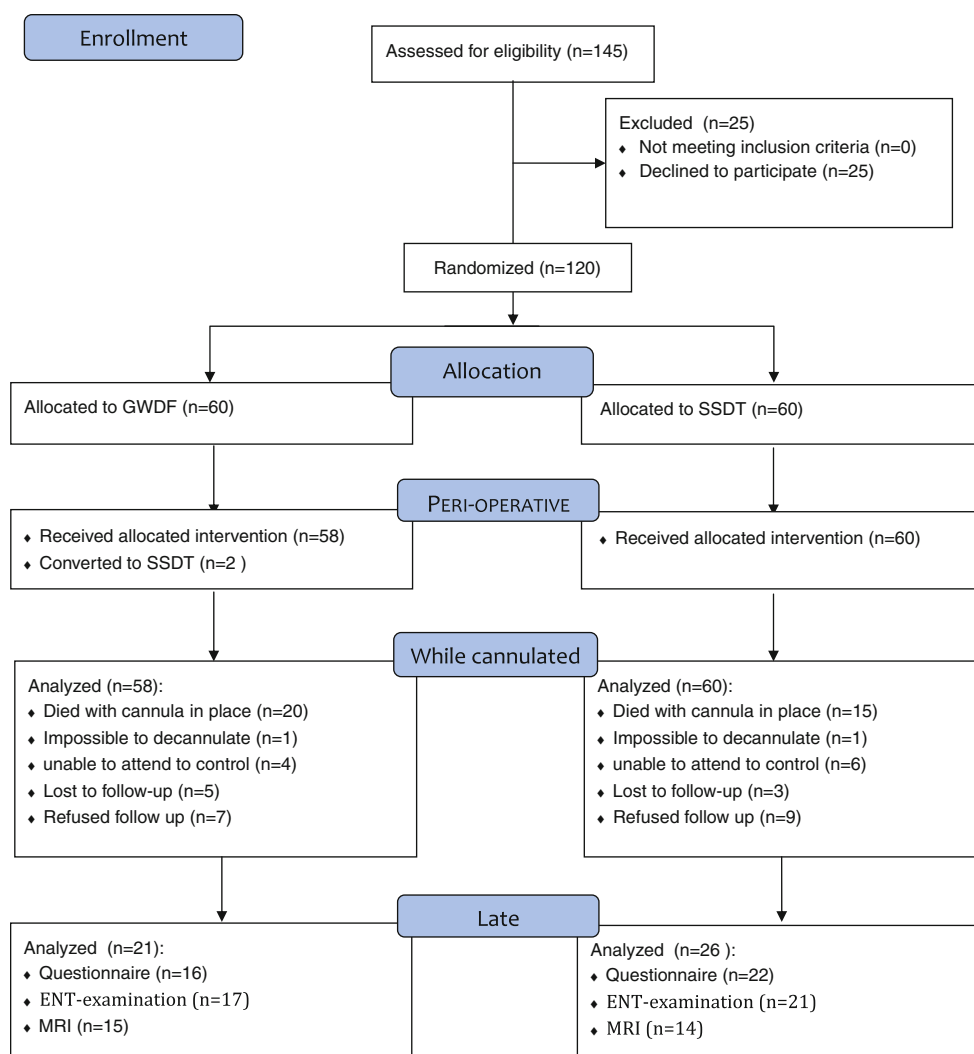 Enrollment
Assessed for eligibility (n=145)
Excluded (n=25)
♦ Not meeting inclusion criteria (n=0)
♦ Declined to participate (n=25)
Randomized (n=120)
Allocation
Allocated to GWDF (n=60)
Allocated to SSDT (n=60)
PERI-OPERATIVE
♦ Received allocated intervention (n=58)
♦ Converted to SSDT (n=2 )
♦ Received allocated intervention (n=60)
While cannulated
Analyzed (n=58):
♦ Died with cannula in place (n=20)
♦ Impossible to decannulate (n=1)
♦ unable to attend to control (n=4)
♦ Lost to follow-up (n=5)
♦ Refused follow up (n=7)
Analyzed (n=60):
♦ Died with cannula in place (n=15)
♦ Impossible to decannulate (n=1)
♦ unable to attend to control (n=6)
♦ Lost to follow-up (n=3)
♦ Refused follow up (n=9)
Late
Analyzed (n=21):
♦ Questionnaire (n=16)
♦ ENT-examination (n=17)
♦ MRI (n=15)
Analyzed (n=26 ):
♦ Questionnaire (n=22)
♦ ENT-examination (n=21)
♦ MRI (n=14)